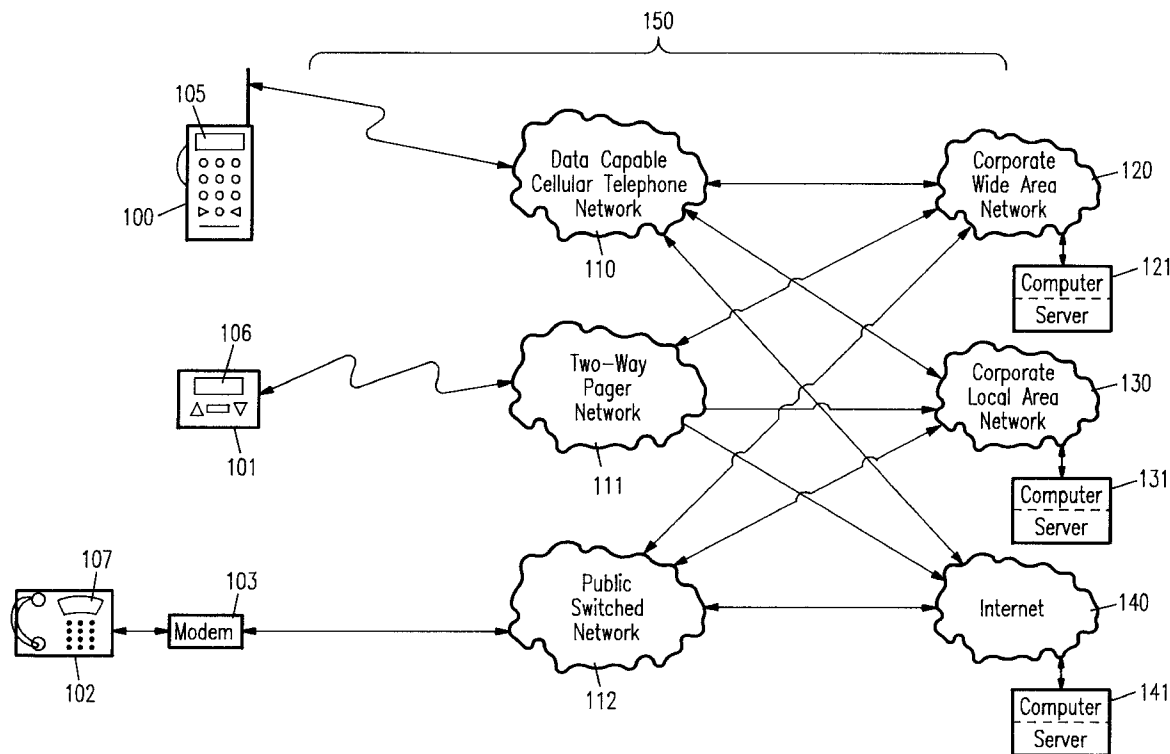 150
105
100
Data Capable
Cellular Telephone
Network
110
Corporate
Wide Area
Network
120
Computer
Server
121
106
101
Two-Way
Pager
Network
111
Corporate
Local Area
Network
130
Computer
Server
131
107
102
103
Modem
Public
Switched
Network
112
Internet
140
Computer
Server
141